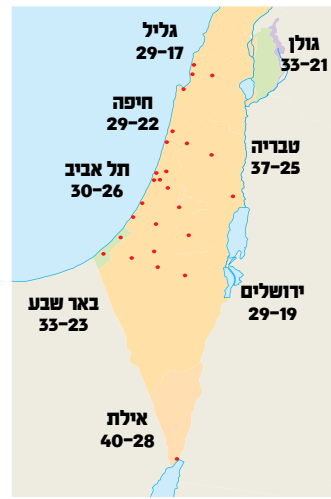 גליל
29-17
גולן
33-21
חיפה
29-22
טבריה
37-25
תל אביב
30-26
ירושלים
29-19
באר שבע
33-23
אילת
40-28